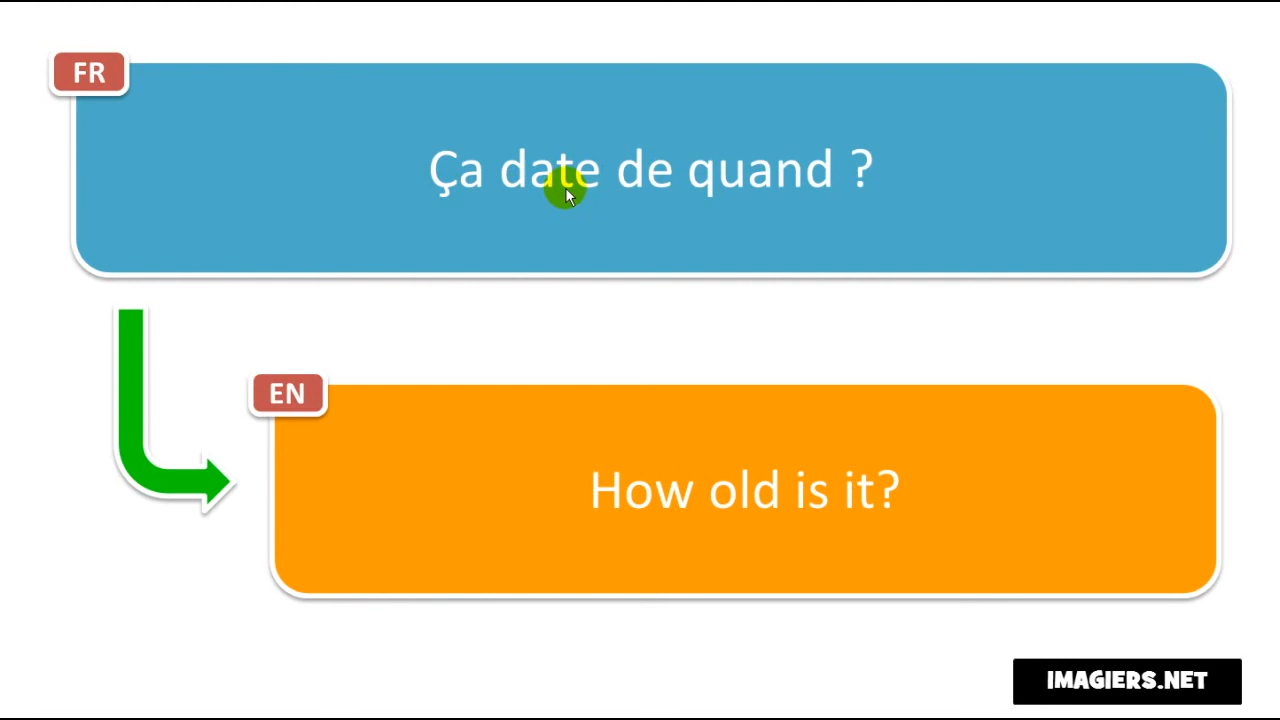 FR
Ça date de quand ?
EN
How old is it?
IMAGIERS.NET